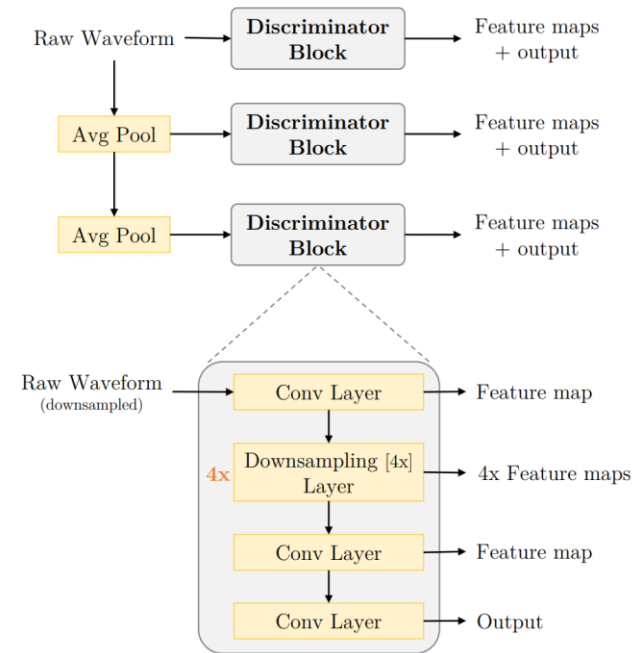 Raw Waveform
Discriminator
Block
Feature maps
+ output
Avg Pool
Discriminator
Block
Feature maps
+ output
Avg Pool
Discriminator
Block
Feature maps
+ output
Raw Waveform
(downsampled)
Conv Layer
Feature map
4x
Downsampling [4x]
Layer
4x Feature maps
Conv Layer
Feature map
Conv Layer
Output